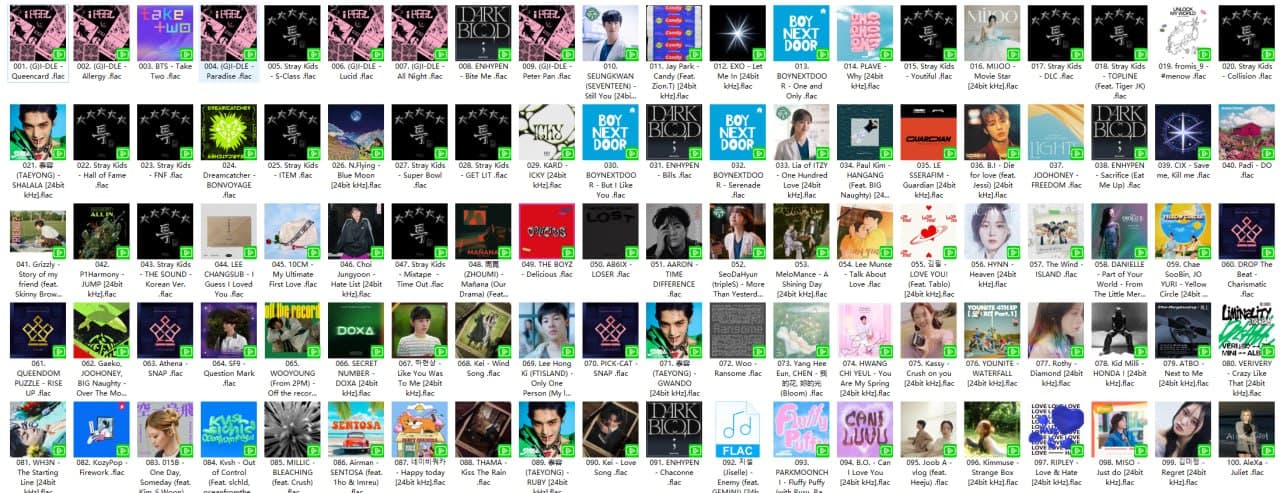 001. (G)I-DLE -
Queencard .flac
002. (G)I-DLE -
Allergy .flac
003. BTS - Take
Two .flac
004. (G)I-DLE -
Paradise .flac
005. Stray Kids
- S-Class .flac
006. (G)I-DLE -
Lucid .flac
007. (G)I-DLE -
All Night .flac
008. ENHYPEN
- Bite Me .flac
009. (G)I-DLE -
Peter Pan .flac
010.
SEUNGKWAN
(SEVENTEEN) -
Still You [24bi...
011. Jay Park -
Candy (Feat.
Zion.T) [24bit
kHz].flac
012. EXO - Let
Me In [24bit
kHz].flac
013.
BOYNEXTDOO
R - One and
Only .flac
014. PLAVE -
Why [24bit
kHz].flac
015. Stray Kids
- Youtiful .flac
016. MIJOO -
Movie Star
[24bit kHz].flac
017. Stray Kids
- DLC .flac
018. Stray Kids
- TOPLINE
(Feat. Tiger JK)
.flac
019. fromis_9 -
#menow .flac
020. Stray Kids
- Collision .flac
021. 泰容
(TAEYONG) -
SHALALA [24bit
kHz].flac
022. Stray Kids
- Hall of Fame
.flac
023. Stray Kids
- FNF .flac
024.
Dreamcatcher -
BONVOYAGE
.flac
025. Stray Kids
- ITEM .flac
026. N.Flying -
Blue Moon
[24bit kHz].flac
027. Stray Kids
- Super Bowl
.flac
028. Stray Kids
- GET LIT .flac
029. KARD -
ICKY [24bit
kHz].flac
030.
BOYNEXTDOO
R - But I Like
You .flac
031. ENHYPEN
- Bills .flac
032.
BOYNEXTDOO
R - Serenade
.flac
033. Lia of ITZY
- One Hundred
Love [24bit
kHz].flac
034. Paul Kim -
HANGANG
(Feat. BIG
Naughty) [24...
035. LE
SSERAFIM -
Guardian [24bit
kHz].flac
036. B.I - Die
for love (feat.
Jessi) [24bit
kHz].flac
037.
JOOHONEY -
FREEDOM .flac
038. ENHYPEN
- Sacrifice (Eat
Me Up) .flac
039. CIX - Save
me, Kill me .flac
040. Padi - DO
.flac
041. Grizzly -
Story of my
friend (feat.
Skinny Brow...
042.
P1Harmony -
JUMP [24bit
kHz].flac
043. Stray Kids
- THE SOUND -
Korean Ver.
.flac
044. LEE
CHANGSUB - I
Guess I Loved
You .flac
045. 10CM -
My Ultimate
First Love .flac
046. Choi
Jungyoon -
Hate List [24bit
kHz].flac
047. Stray Kids
- Mixtape -
Time Out .flac
048. 周觅
(ZHOUMI) -
Mañana (Our
Drama) (Feat...
049. THE BOYZ
- Delicious .flac
050. AB6IX -
LOSER .flac
051. AARON -
TIME
DIFFERENCE
.flac
052.
SeoDaHyun
(tripleS) - More
Than Yesterd...
053.
MeloMance - A
Shining Day
[24bit kHz].flac
054. Lee Munse
- Talk About
Love .flac
055. 김필 -
LOVE YOU!
(Feat. Tablo)
[24bit kHz].flac
056. HYNN -
Heaven [24bit
kHz].flac
057. The Wind -
ISLAND .flac
058. DANIELLE
- Part of Your
World - From
The Little Mer...
059. Chae
SooBin, JO
YURI - Yellow
Circle [24bit ...
060. DROP The
Beat -
Charismatic
.flac
061.
QUEENDOM
PUZZLE - RISE
UP .flac
062. Gaeko,
JOOHONEY,
BIG Naughty -
Over The Mo...
063. Athena -
SNAP .flac
064. SF9 -
Question Mark
.flac
065.
WOOYOUNG
(From 2PM) -
Off the recor...
066. SECRET
NUMBER -
DOXA [24bit
kHz].flac
067. 하현상 -
Like You Was
To Me [24bit
kHz].flac
068. Kei - Wind
Song .flac
069. Lee Hong
Ki (FTISLAND)
- Only One
Person (My l...
070. PICK-CAT -
SNAP .flac
071. 泰容
(TAEYONG) -
GWANDO
[24bit kHz].flac
072. Woo -
Ransome .flac
073. Yang Hee
Eun, CHEN -
的花, 妳的光
(Bloom) .flac
074. HWANG
CHI YEUL - You
Are My Spring
[24bit kHz].flac
075. Kassy -
Crush on you
[24bit kHz].flac
076. YOUNITE -
WATERFALL
[24bit kHz].flac
077. Rothy -
Diamond [24bit
kHz].flac
078. Kid Milli -
HONDA ! [24bit
kHz].flac
079. ATBO -
Next to Me
[24bit kHz].flac
080. VERIVERY
- Crazy Like
That [24bit
kHz].flac
081. WH3N -
The Starting
Line [24bit
kHz].flac
082. KozyPop -
Firework .flac
083. 015B -
One Day,
Someday (feat.
084. Kvsh - Out
of Control
(Feat. slchld,
085. MILLIC -
BLEACHING
(feat. Crush)
.flac
086. Airman -
SENTOSA (feat.
1ho & Imreu)
.flac
087. 네이비쿼카
- Happy today
[24bit kHz].flac
088. THAMA -
Kiss The Rain
.flac
089. 泰容
(TAEYONG) -
RUBY [24bit
kHz].flac
090. Kei - Love
Song .flac
091. ENHYPEN
- Chaconne
.flac
092. 지셀
(Jiselle) -
Enemy (feat.
093.
PARKMOONCH
I - Fluffy Puffy
094. B.O. - Can
I Love You
[24bit kHz].flac
095. Joob A -
vlog (feat.
Heeju) .flac
096. Kimmuse
- Strange Box
[24bit kHz].flac
097. RIPLEY -
Love & Hate
[24bit kHz].flac
098. MISO -
Just do [24bit
kHz].flac
Regret [24bit
kHz].flac
100. AleXa -
Juliet .flac